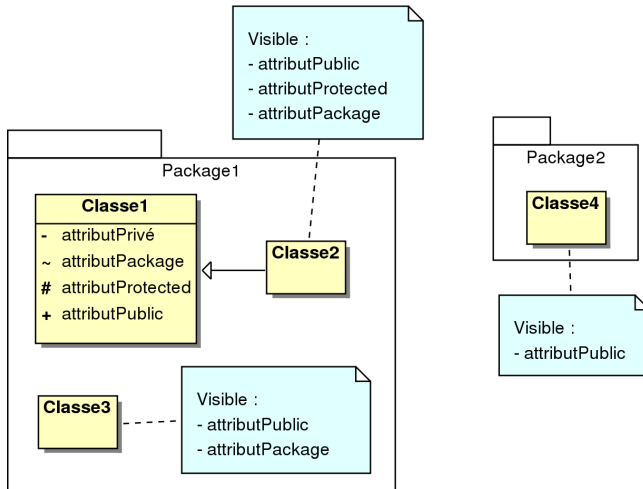 Visible :
- attributPublic
- attributProtected
- attributPackage
Package1
Classe1
- attributPrivé
~ attributPackage
# attributProtected
+ attributPublic
Classe2
Classe3
Visible :
- attributPublic
- attributPackage
Package2
Classe4
Visible :
- attributPublic